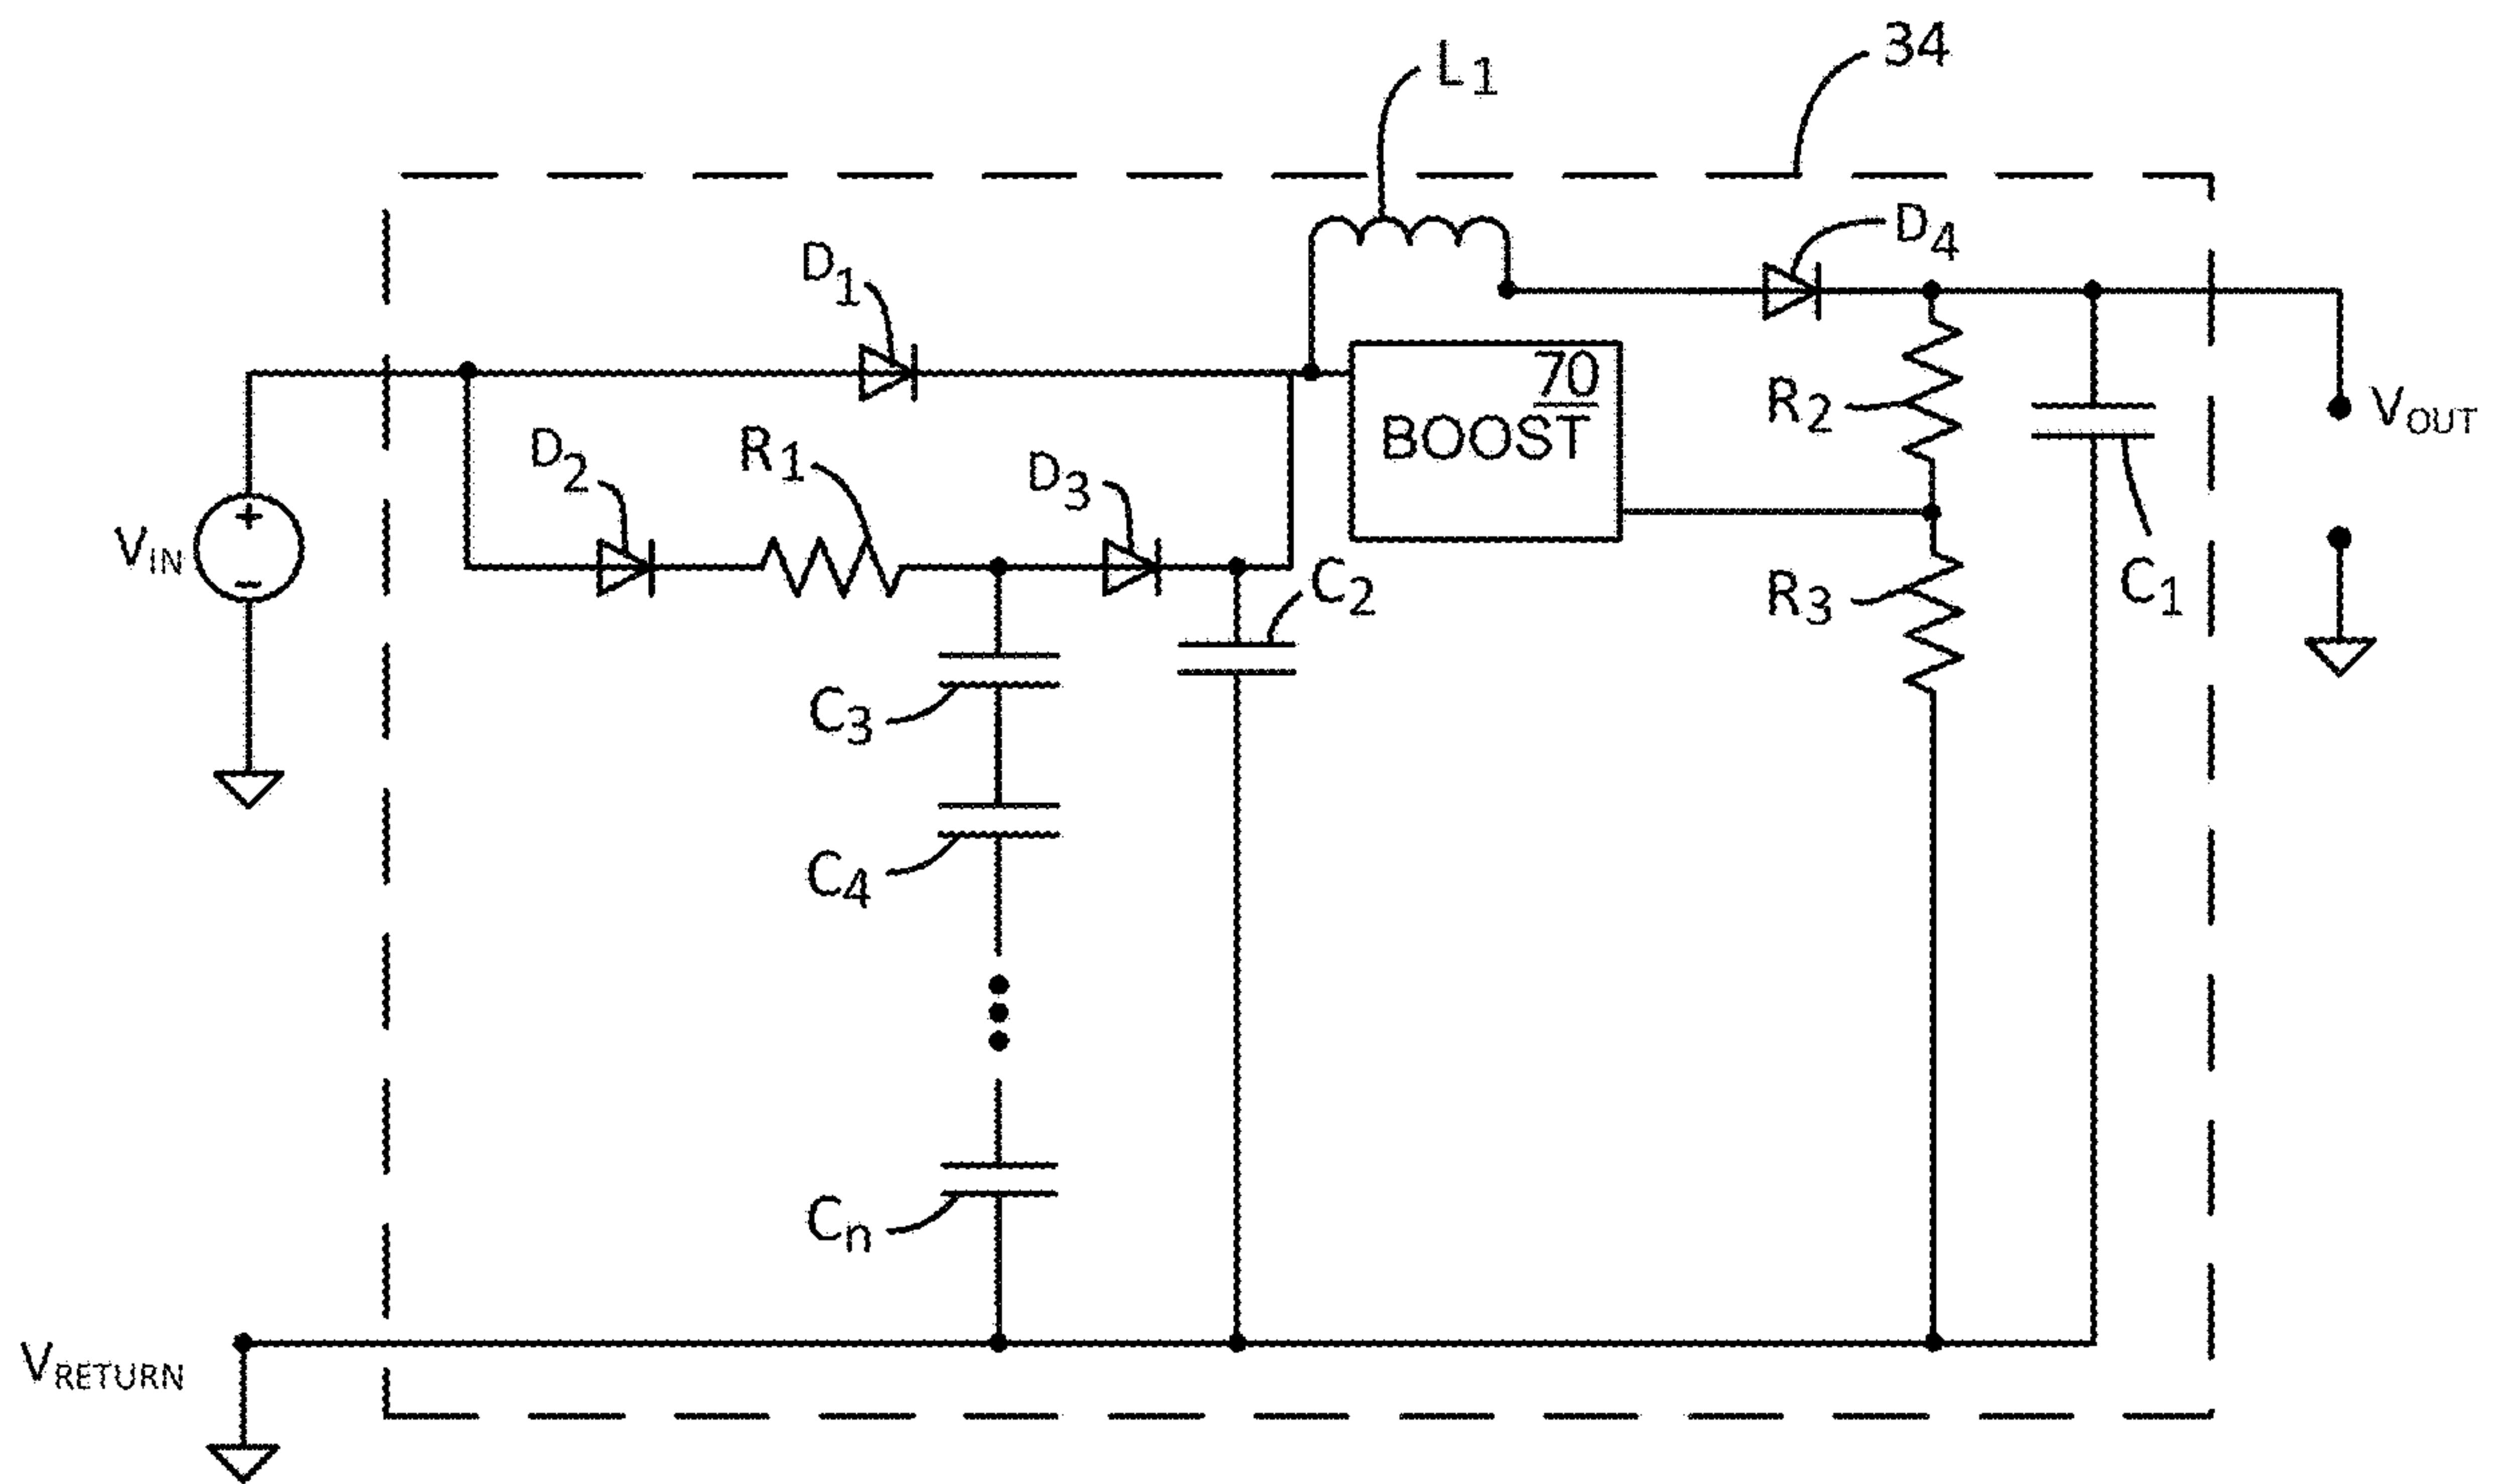 34
L1
D4
D1
70
BOOST
R2
VOUT
D2
R1
D3
VIN
+
-
C2
R3
C1
C3
C4
Cn
VRETURN